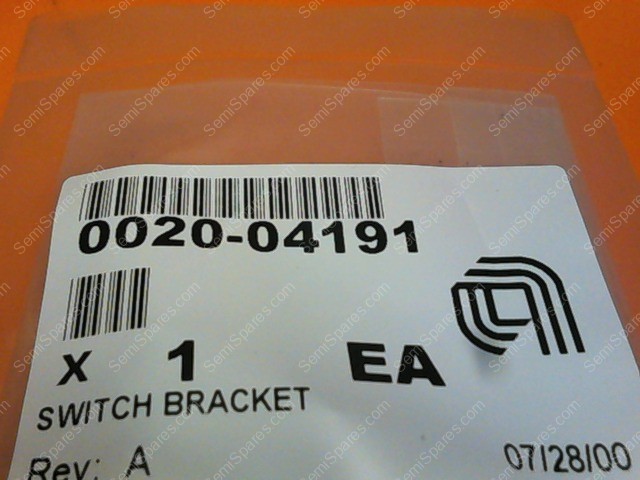 0020-04191
X 1 EA
SWITCH BRACKET
Rev: A 07/28/00
SemiSpares.com